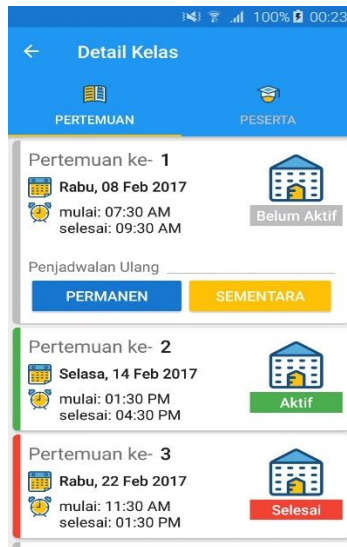 100% 00:23
Detail Kelas
PERTEMUAN PESERTA
Pertemuan ke- 1
Rabu, 08 Feb 2017
mulai: 07:30 AM
selesai: 09:30 AM
Belum Aktif
Penjadwalan Ulang
PERMANEN SEMENTARA
Pertemuan ke- 2
Selasa, 14 Feb 2017
mulai: 01:30 PM
selesai: 04:30 PM
Aktif
Pertemuan ke- 3
Rabu, 22 Feb 2017
mulai: 11:30 AM
selesai: 01:30 PM
Selesai